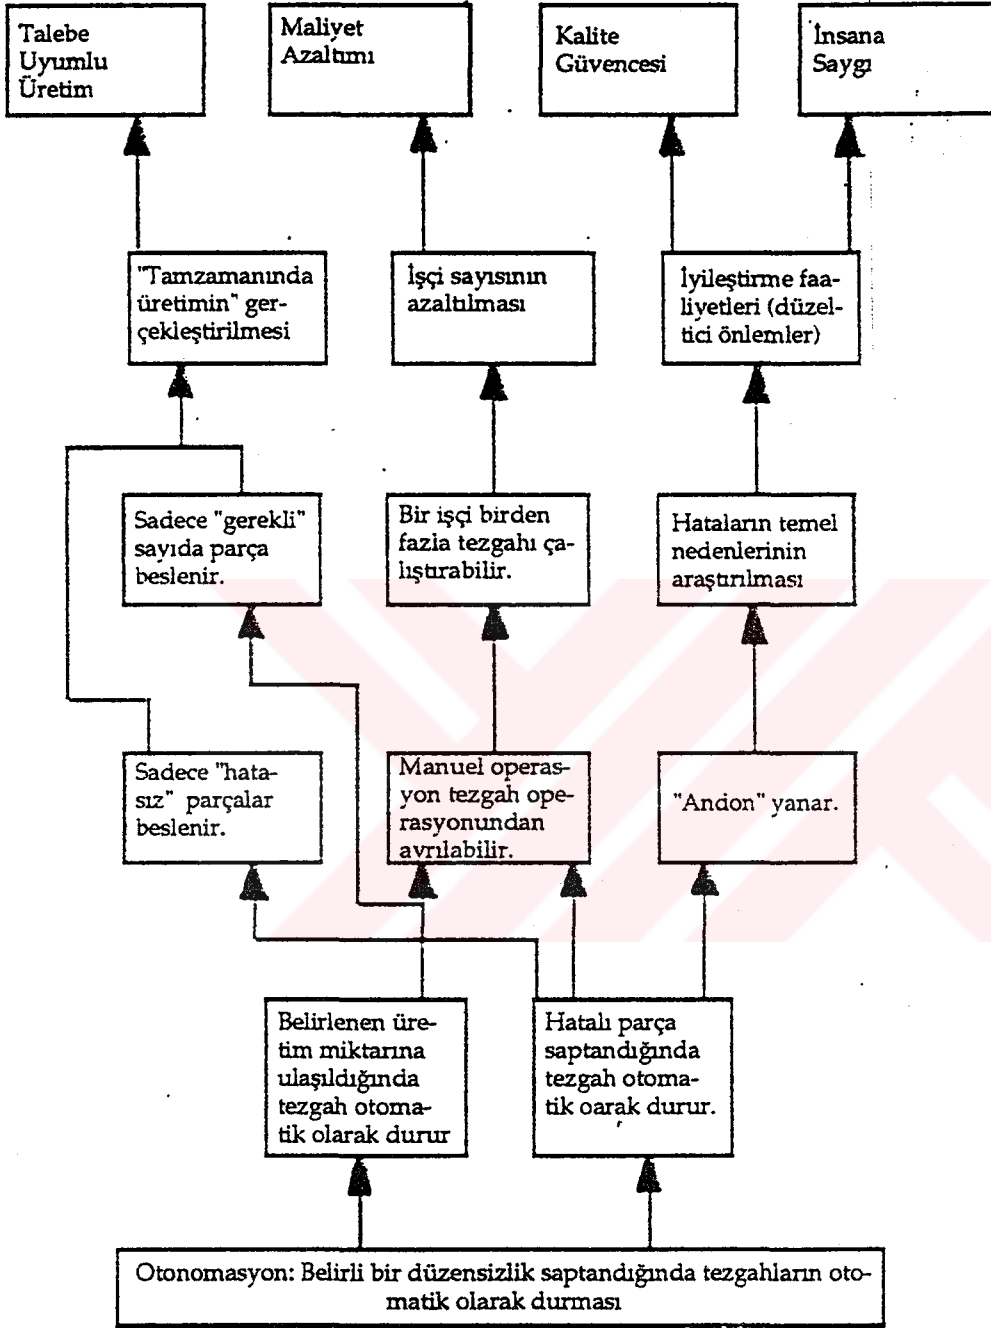 Talebe
Uyumlu
Üretim
Maliyet
Azaltımı
Kalite
Güvencesi
İnsana
Saygı
"Tamzamanında
üretimin" ger-
çekleştirilmesi
İşçi sayısının
azaltılması
İyileştirme faa-
liyetleri (düzel-
tici önlemler)
Sadece "gerekli"
sayıda parça
beslenir.
Bir işçi birden
fazla tezgahı ça-
lıştırabilir.
Hataların temel
nedenlerinin
araştırılması
Sadece "hata-
sız" parçalar
beslenir.
Manuel operas-
yon tezgah ope-
rasyonundan
ayrılabilir.
"Andon" yanar.
Belirlenen üre-
tim miktarına
ulaşıldığında
tezgah otoma-
tik olarak durur
Hatalı parça
saptandığında
tezgah otoma-
tik oarak durur.
Otonomasyon: Belirli bir düzensizlik saptandığında tezgahların oto-
matik olarak durması